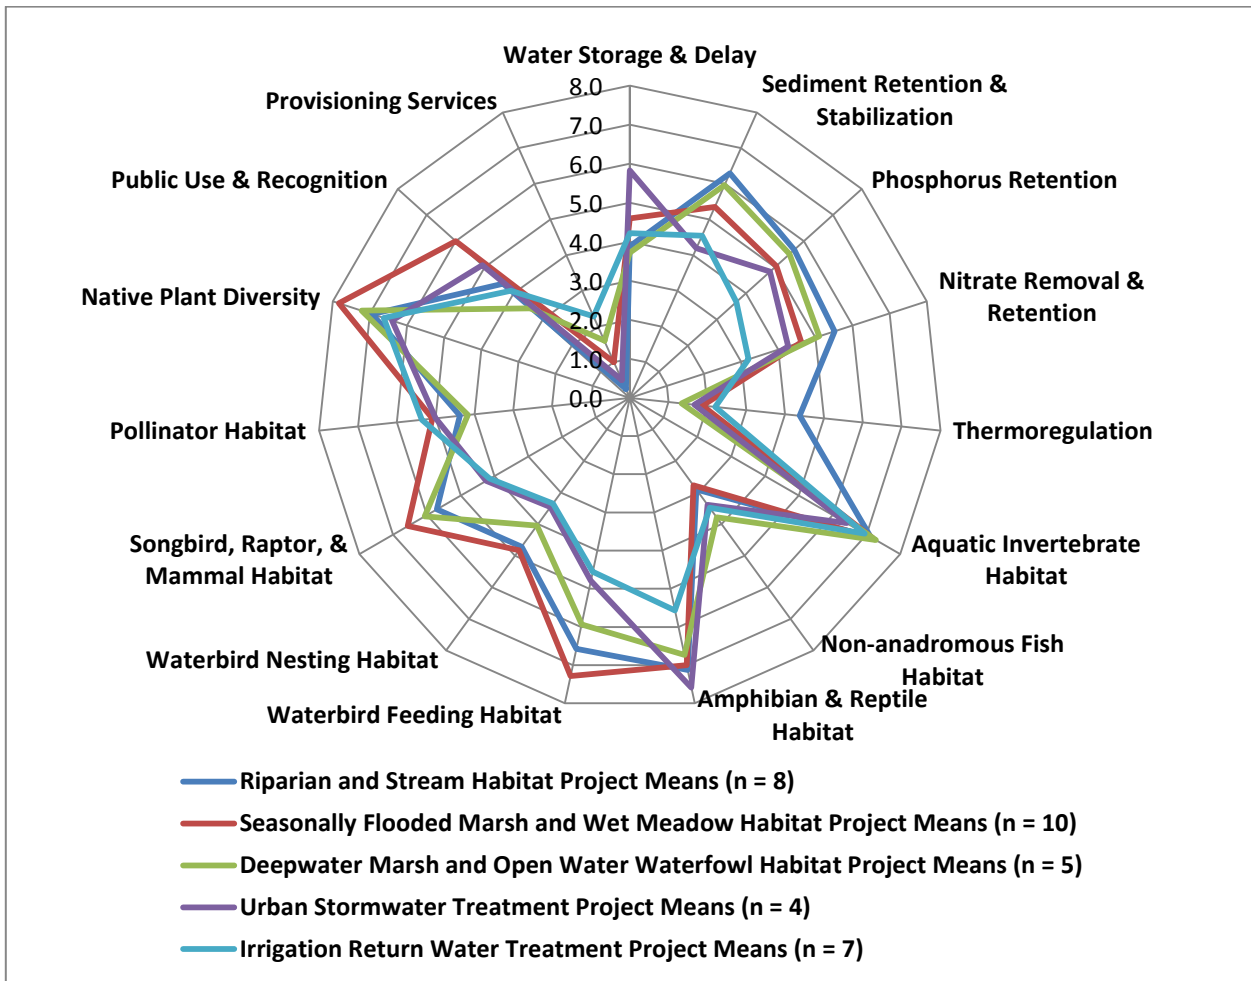 Water Storage & Delay
Sediment Retention &
Stabilization
Phosphorus Retention
Nitrate Removal &
Retention
Thermoregulation
Aquatic Invertebrate
Habitat
Non-anadromous Fish
Habitat
Amphibian & Reptile
Habitat
Waterbird Feeding Habitat
Waterbird Nesting Habitat
Songbird, Raptor, &
Mammal Habitat
Pollinator Habitat
Native Plant Diversity
Public Use & Recognition
Provisioning Services
8.0
7.0
6.0
5.0
4.0
3.0
2.0
1.0
0.0
Riparian and Stream Habitat Project Means (n = 8)
Seasonally Flooded Marsh and Wet Meadow Habitat Project Means (n = 10)
Deepwater Marsh and Open Water Waterfowl Habitat Project Means (n = 5)
Urban Stormwater Treatment Project Means (n = 4)
Irrigation Return Water Treatment Project Means (n = 7)